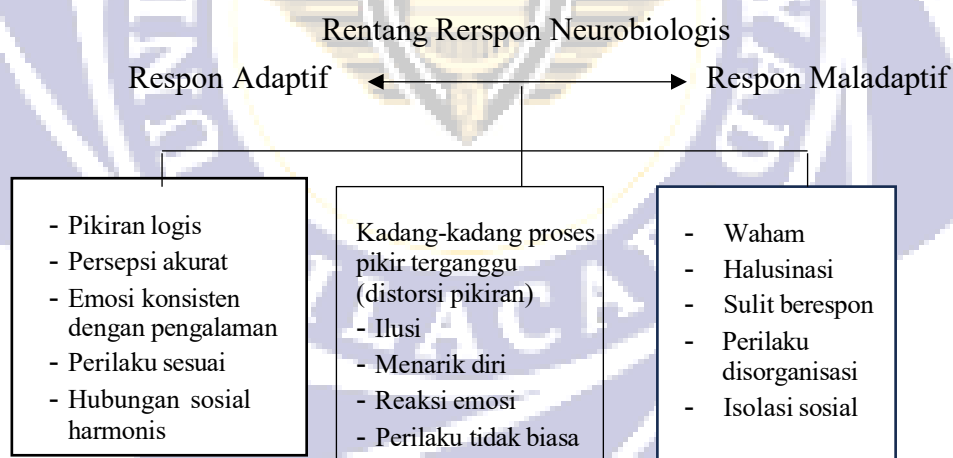 Rentang Rerspon Neurobiologis
Respon Adaptif
Respon Maladaptif
- Pikiran logis
- Persepsi akurat
- Emosi konsisten
dengan pengalaman
- Perilaku sesuai
- Hubungan sosial
harmonis
Kadang-kadang proses
pikir terganggu
(distorsi pikiran)
- Ilusi
- Menarik diri
- Reaksi emosi
- Perilaku tidak biasa
- Waham
- Halusinasi
- Sulit berespon
- Perilaku
disorganisasi
- Isolasi sosial